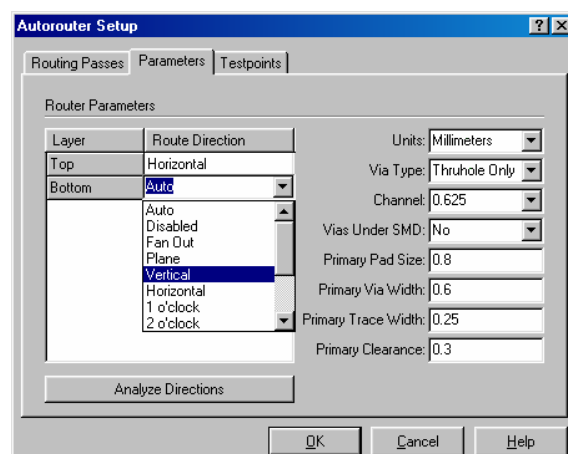 Autorouter Setup
Routing Passes
Parameters
Testpoints
Router Parameters
Layer Route Direction
Top Horizontal
Bottom Auto
Auto
Disabled
Fan Out
Plane
Vertical
Horizontal
1 o'clock
2 o'clock
Analyze Directions
Units: Millimeters
Via Type: Thruhole Only
Channel: 0.625
Vias Under SMD: No
Primary Pad Size: 0.8
Primary Via Width: 0.6
Primary Trace Width: 0.25
Primary Clearance: 0.3
OK
Cancel
Help